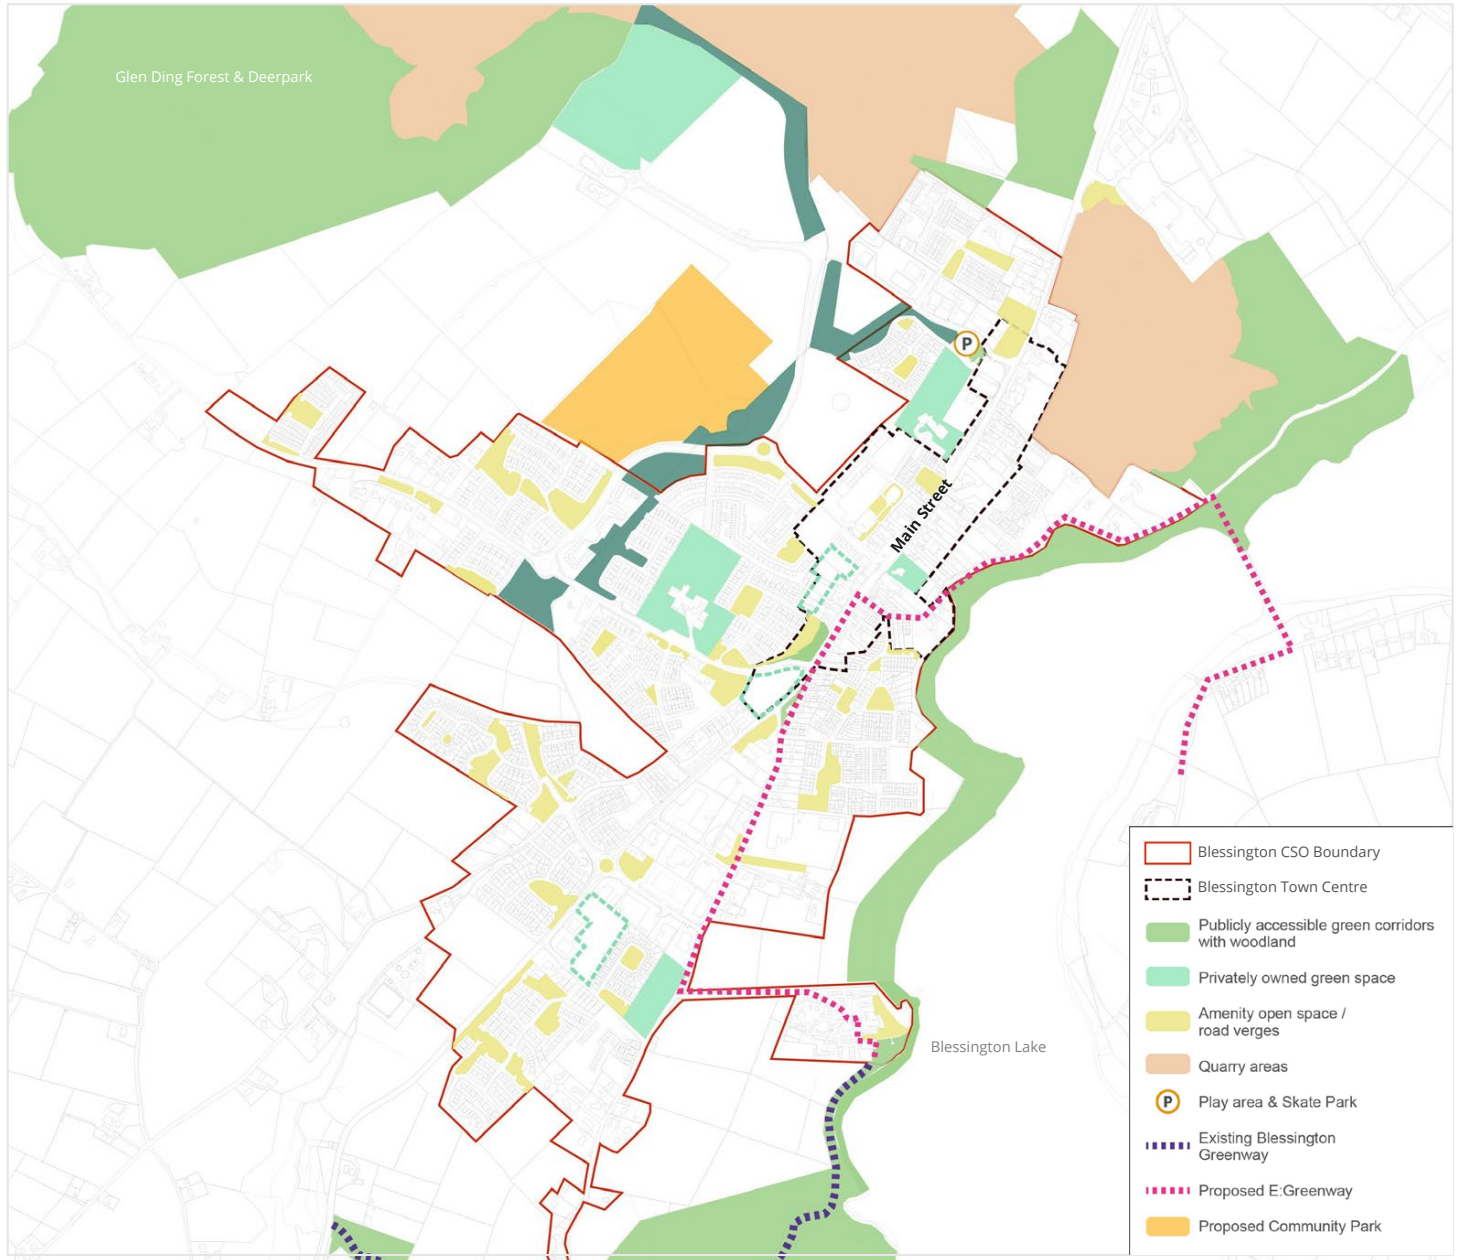 Glen Ding Forest & Deerpark
P
Main Street
Blessington Lake
Blessington CSO Boundary
Blessington Town Centre
Publicly accessible green corridors
with woodland
Privately owned green space
Amenity open space /
road verges
Quarry areas
P
Play area & Skate Park
Existing Blessington
Greenway
Proposed E:Greenway
Proposed Community Park